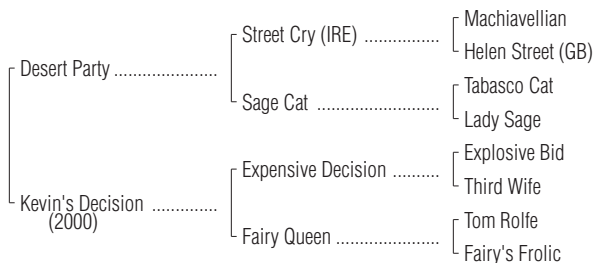 Machiavellian
Street Cry (IRE) ................
Helen Street (GB)
Desert Party ......................
Tabasco Cat
Sage Cat ..........................
Lady Sage
Explosive Bid
Expensive Decision ..........
Third Wife
Kevin's Decision ..............
(2000)
Tom Rolfe
Fairy Queen ......................
Fairy's Frolic